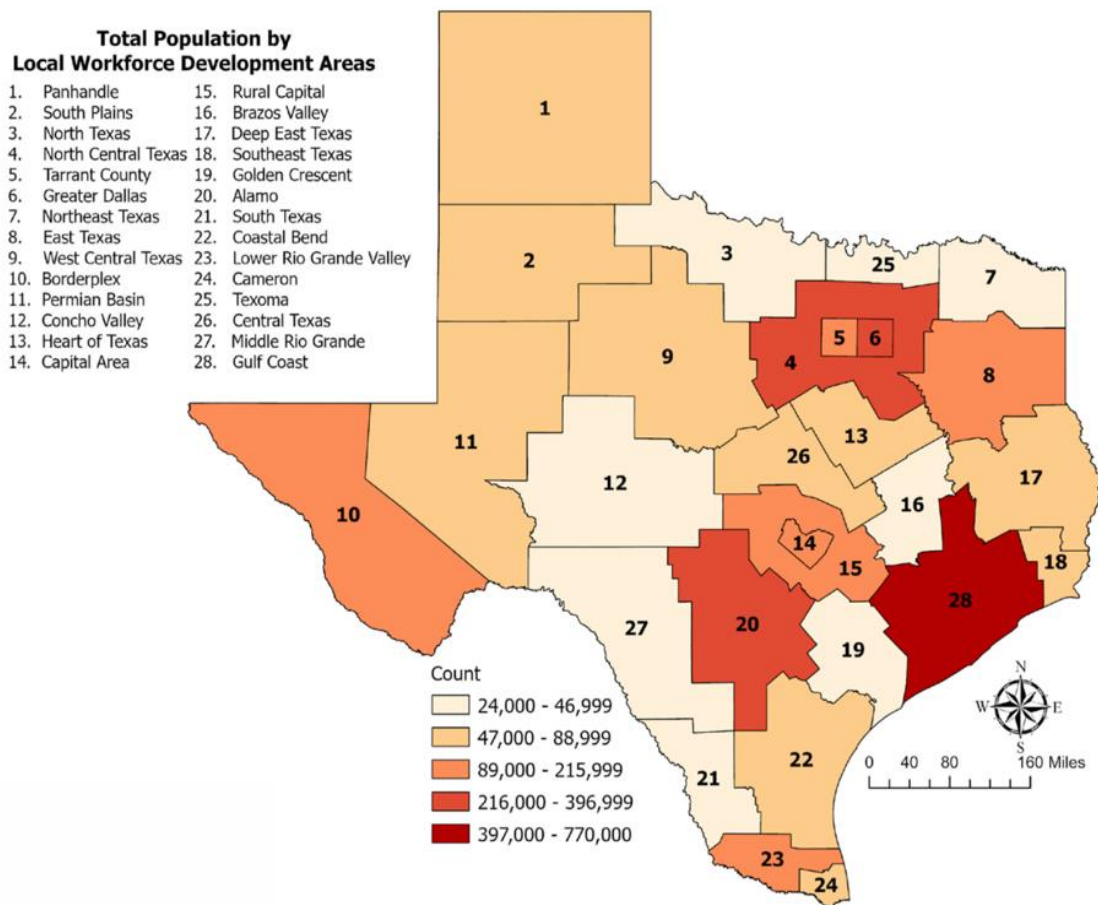 Total Population by
Local Workforce Development Areas
1. Panhandle
2. South Plains
3. North Texas
4. North Central Texas
5. Tarrant County
6. Greater Dallas
7. Northeast Texas
8. East Texas
9. West Central Texas
10. Borderplex
11. Permian Basin
12. Concho Valley
13. Heart of Texas
14. Capital Area
15. Rural Capital
16. Brazos Valley
17. Deep East Texas
18. Southeast Texas
19. Golden Crescent
20. Alamo
21. South Texas
22. Coastal Bend
23. Lower Rio Grande Valley
24. Cameron
25. Texoma
26. Central Texas
27. Middle Rio Grande
28. Gulf Coast
1
2
3
25
7
5
6
4
9
8
11
13
26
12
17
16
10
14
15
18
28
20
27
19
22
21
23
24
Count
24,000 - 46,999
47,000 - 88,999
89,000 - 215,999
216,000 - 396,999
397,000 - 770,000
N
W
E
S
0 40 80 160 Miles